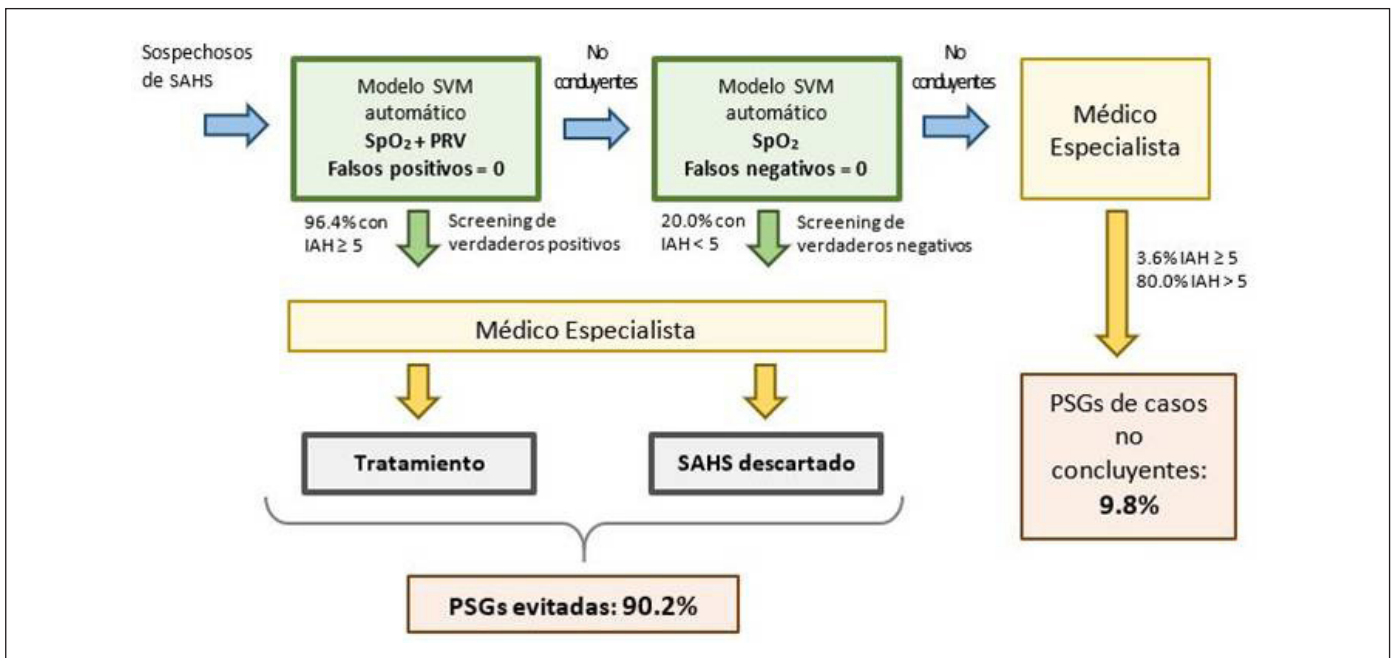 Sospechosos
de SAHS
Modelo SVM
automático
SpO₂ + PRV
Falsos positivos = 0
No
concluyentes
Modelo SVM
automático
SpO₂
Falsos negativos = 0
No
concluyentes
Médico
Especialista
96.4% con
IAH ≥ 5
Screening de
verdaderos positivos
20.0% con
IAH < 5
Screening de
verdaderos negativos
3.6% IAH ≥ 5
80.0% IAH > 5
Médico Especialista
Tratamiento
SAHS descartado
PSGs de casos
no
concluyentes:
9.8%
PSGs evitadas: 90.2%